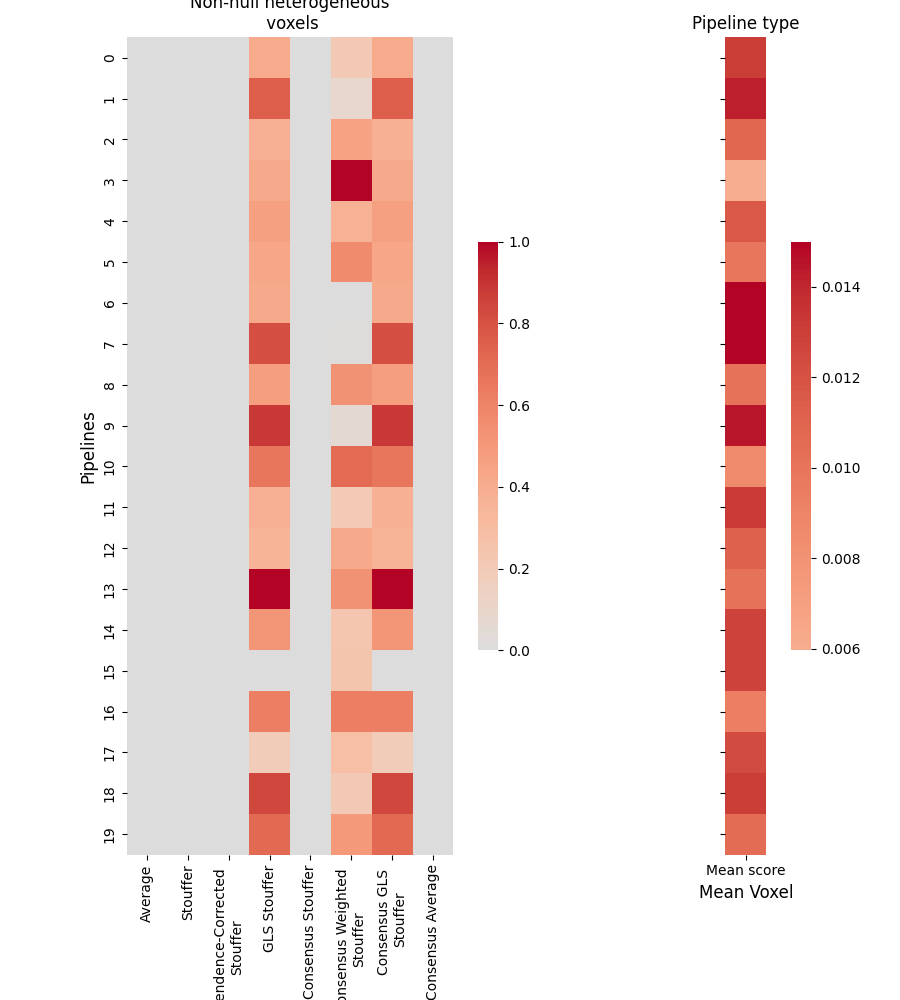 Non-null heterogeneous
voxels
Pipeline type
0
1
2
3
4
5
6
7
8
9
10
11
12
13
14
15
16
17
18
19
Pipelines
1.0
0.8
0.6
0.4
0.2
0.0
0.014
0.012
0.010
0.008
0.006
Average
Stouffer
endence-Corrected
Stouffer
GLS Stouffer
Consensus Stouffer
onsensus Weighted
Stouffer
Consensus GLS
Stouffer
Consensus Average
Mean score
Mean Voxel